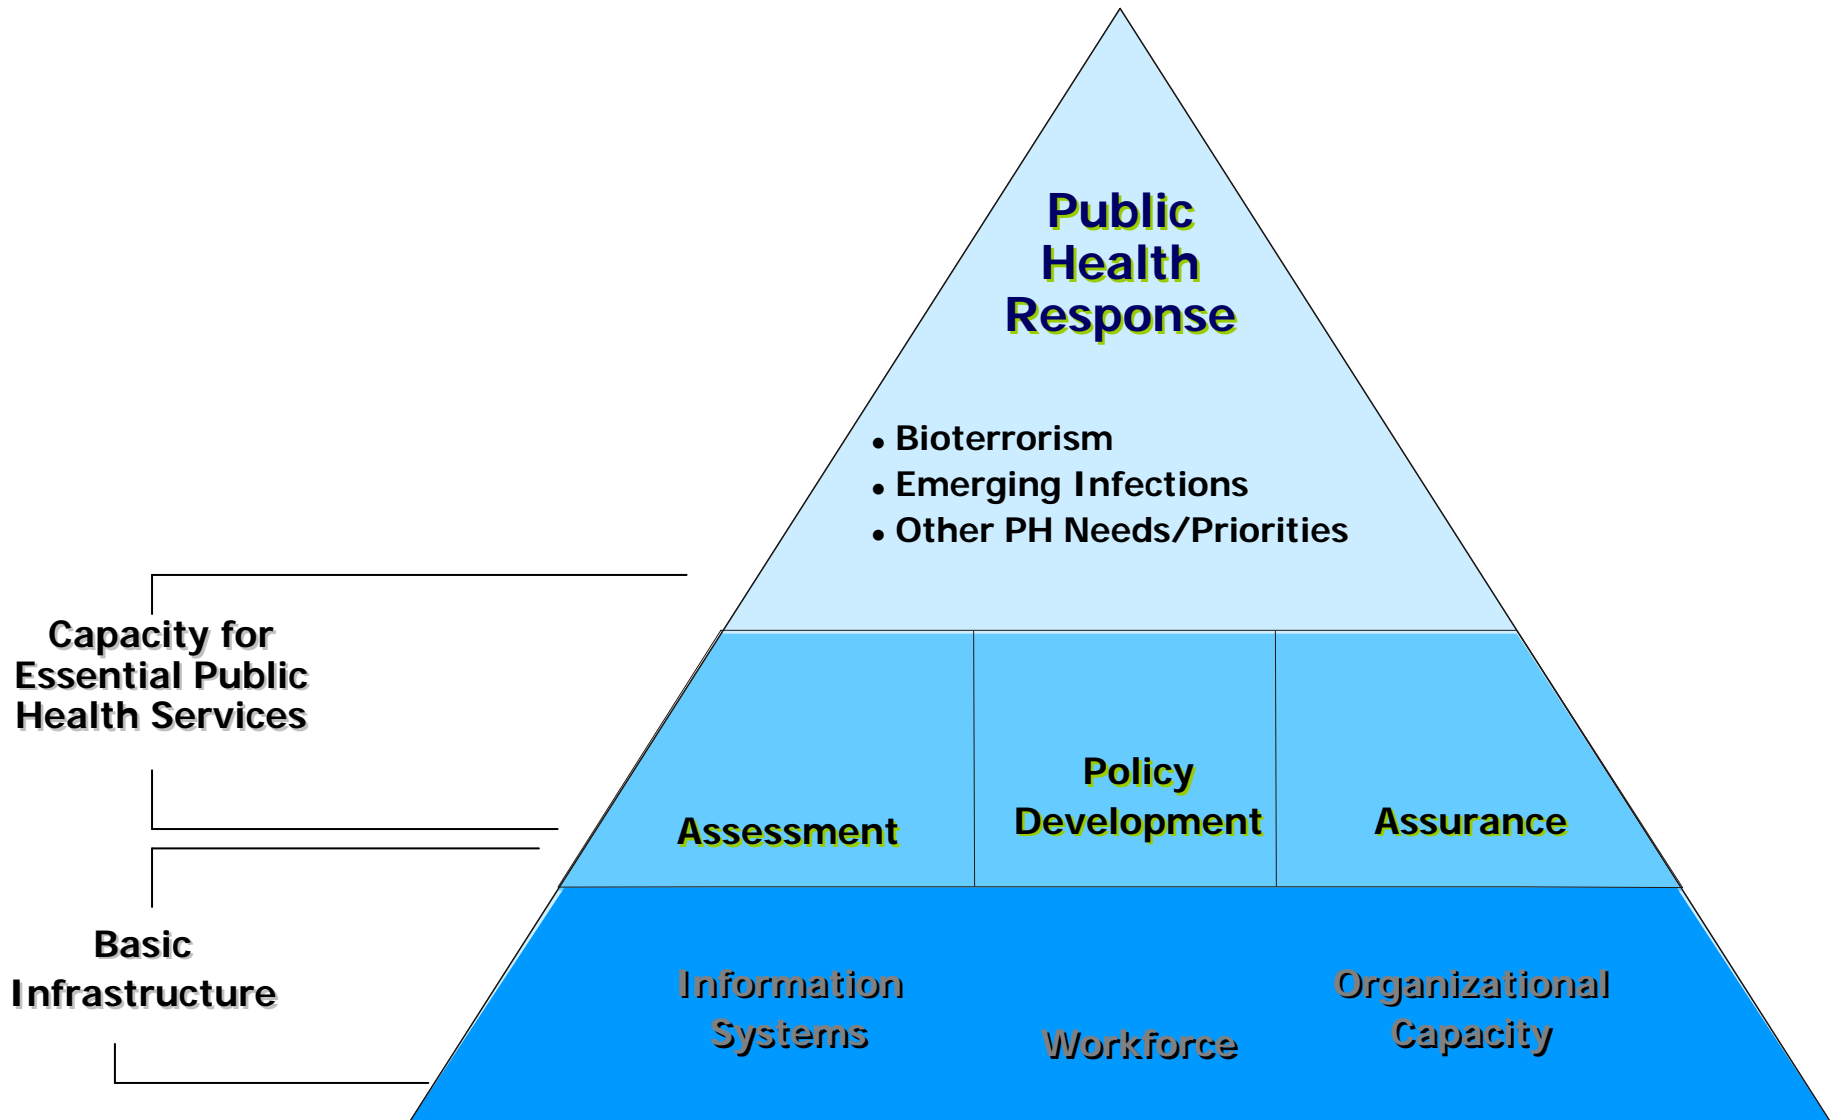 Public
Health
Response
• Bioterrorism
• Emerging Infections
• Other PH Needs/Priorities
Capacity for
Essential Public
Health Services
Assessment
Policy
Development
Assurance
Basic
Infrastructure
Information
Systems
Workforce
Organizational
Capacity